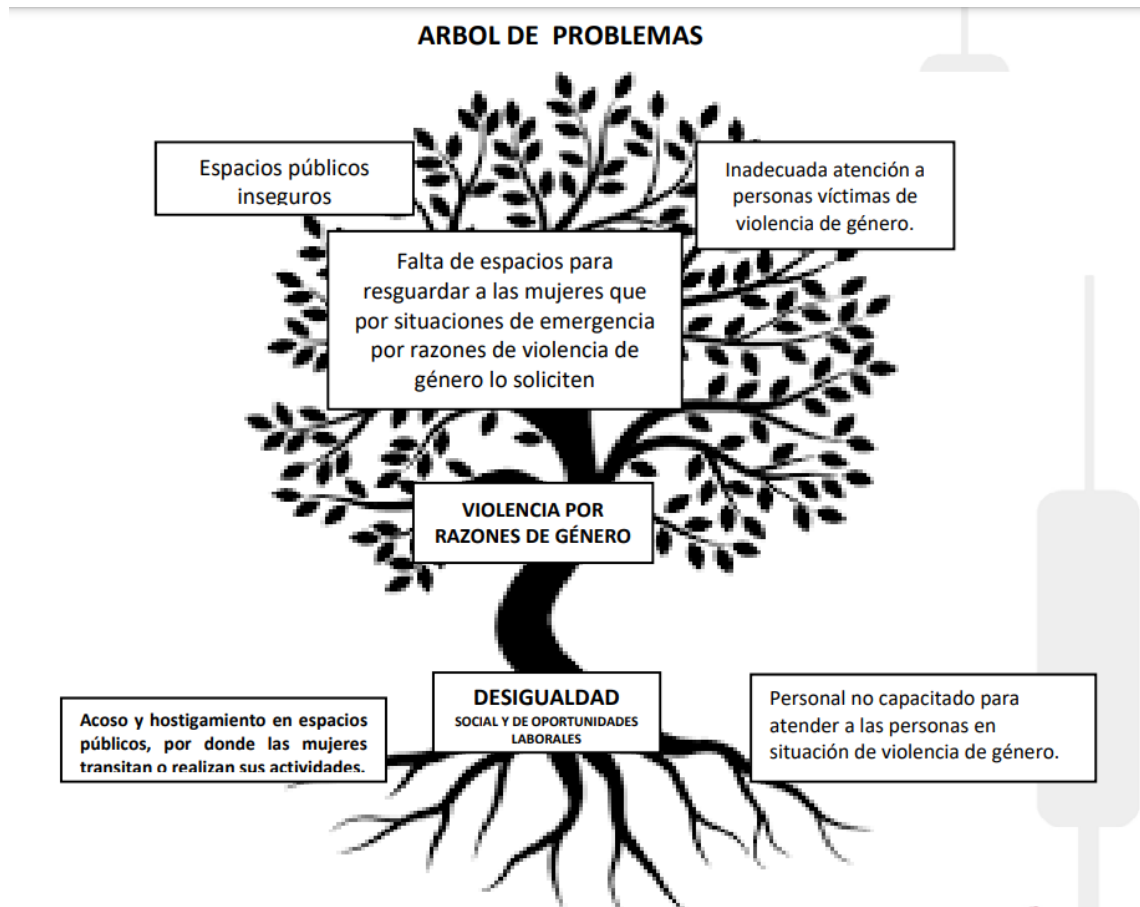 ARBOL DE PROBLEMAS
Espacios públicos
inseguros
Inadecuada atención a
personas víctimas de
violencia de género.
Falta de espacios para
resguardar a las mujeres que
por situaciones de emergencia
por razones de violencia de
género lo soliciten
VIOLENCIA POR
RAZONES DE GÉNERO
DESIGUALDAD
SOCIAL Y DE OPORTUNIDADES
LABORALES
Acoso y hostigamiento en espacios
públicos, por donde las mujeres
transitan o realizan sus actividades.
Personal no capacitado para
atender a las personas en
situación de violencia de género.